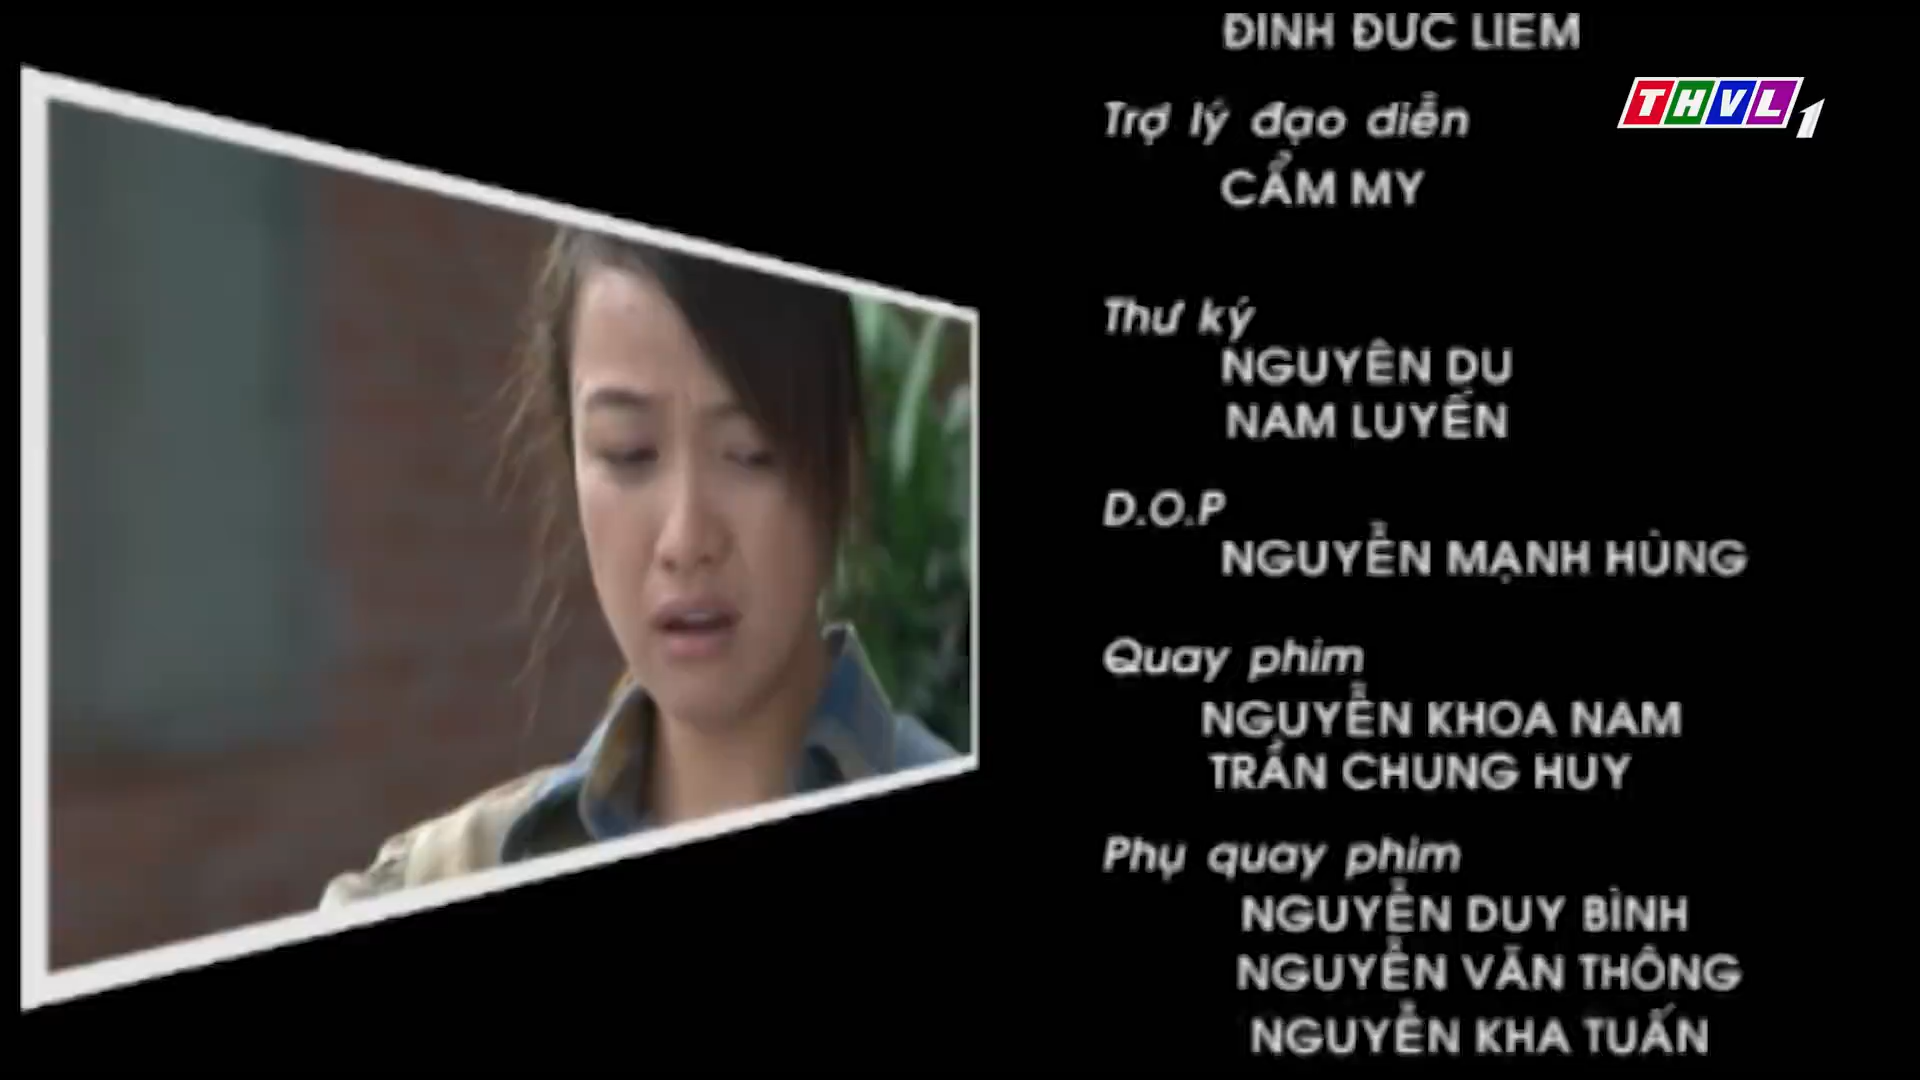 ĐINH ĐỨC LIÊM
THVL1
Trợ lý đạo diễn
CẨM MY
Thư ký
NGUYÊN DU
NAM LUYẾN
D.O.P
NGUYỄN MẠNH HÙNG
Quay phim
NGUYỄN KHOA NAM
TRẦN CHUNG HUY
Phụ quay phim
NGUYỄN DUY BÌNH
NGUYỄN VĂN THÔNG
NGUYỄN KHA TUẤN